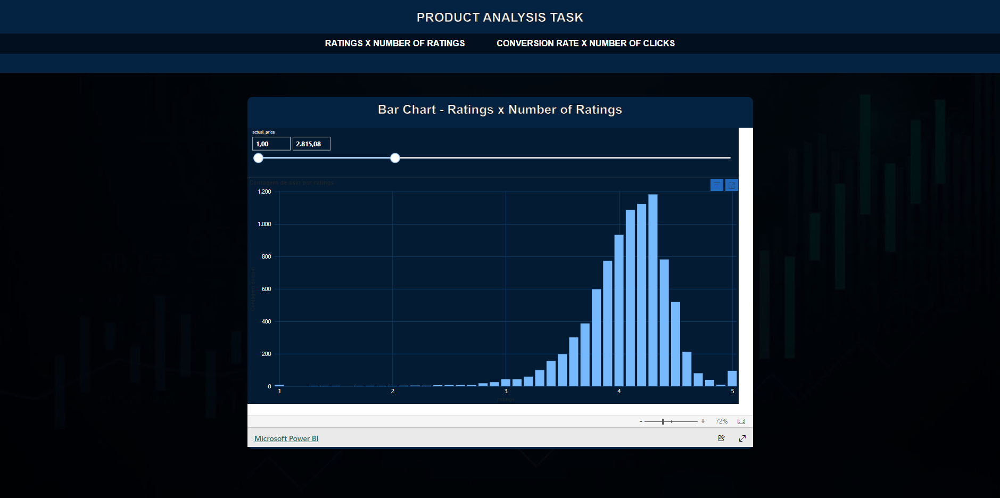 PRODUCT ANALYSIS TASK
RATINGS X NUMBER OF RATINGS
CONVERSION RATE X NUMBER OF CLICKS
Bar Chart - Ratings x Number of Ratings
actual_price
1,00
2.815,08
Contagem de asin por ratings
1.200
1.000
800
600
400
200
0
Contagem de asin
1
2
3
4
5
ratings
- + 72%
Microsoft Power BI